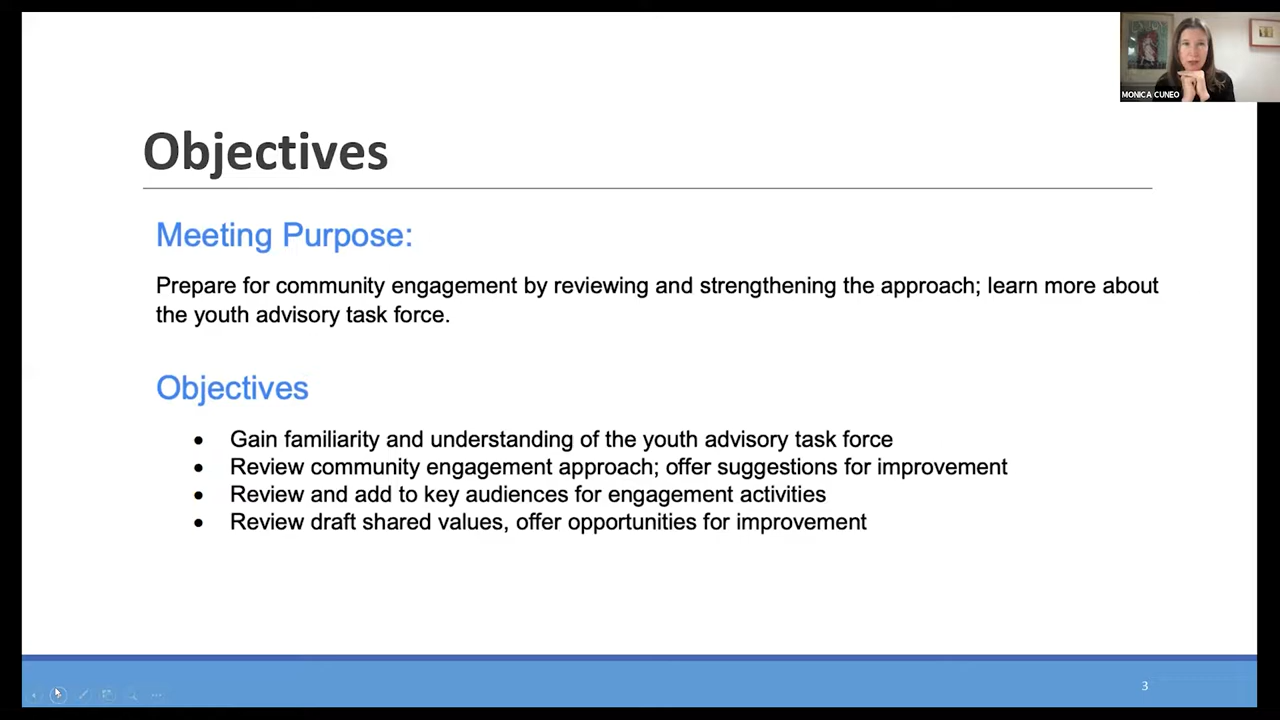 MONICA CUNEO
Objectives
Meeting Purpose:
Prepare for community engagement by reviewing and strengthening the approach; learn more about
the youth advisory task force.
Objectives
• Gain familiarity and understanding of the youth advisory task force
• Review community engagement approach; offer suggestions for improvement
• Review and add to key audiences for engagement activities
• Review draft shared values, offer opportunities for improvement
3